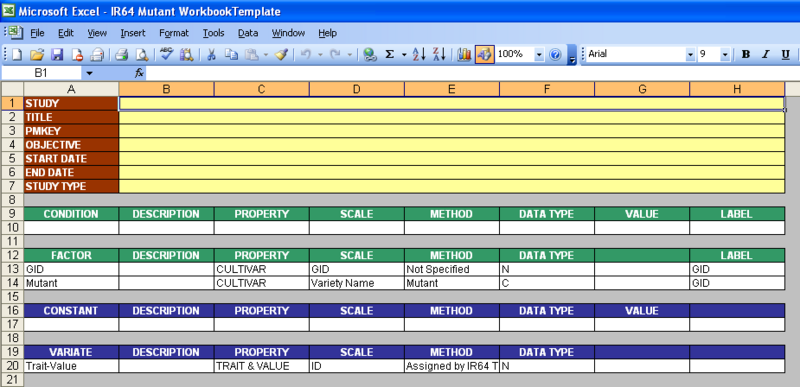 Microsoft Excel - IR64 Mutant WorkbookTemplate
File Edit View Insert Format Tools Data Window Help
100% Arial 9 B I U
B1 fx
A B C D E F G H
1 STUDY
2 TITLE
3 PMKEY
4 OBJECTIVE
5 START DATE
6 END DATE
7 STUDY TYPE
8
9 CONDITION DESCRIPTION PROPERTY SCALE METHOD DATA TYPE VALUE LABEL
10
11
12 FACTOR DESCRIPTION PROPERTY SCALE METHOD DATA TYPE LABEL
13 GID CULTIVAR GID Not Specified N GID
14 Mutant CULTIVAR Variety Name Mutant C GID
15
16 CONSTANT DESCRIPTION PROPERTY SCALE METHOD DATA TYPE VALUE
17
18
19 VARIATE DESCRIPTION PROPERTY SCALE METHOD DATA TYPE
20 Trait-Value TRAIT & VALUE ID Assigned by IR64 T N
21